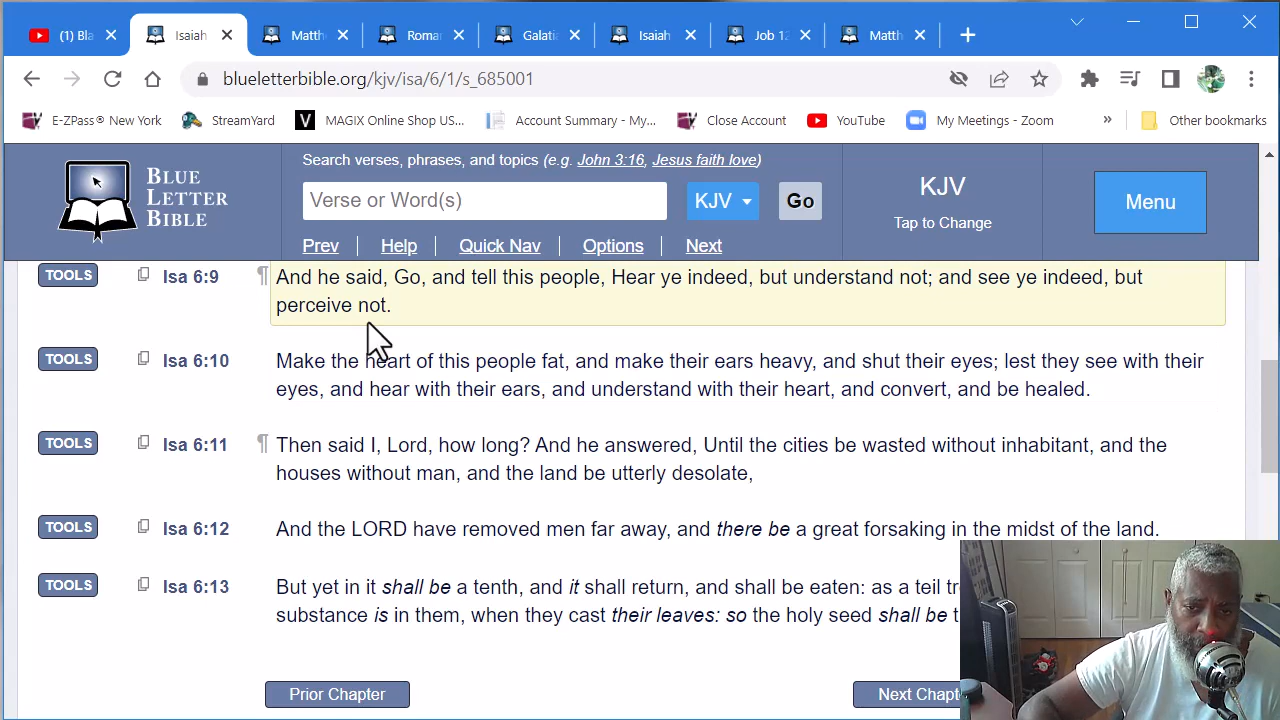 (1) Bla
Isaiah
Matth
Roma
Galati
Isaiah
Job 12
Matth
blueletterbible.org/kjv/isa/6/1/s_685001
E-ZPass® New York
StreamYard
MAGIX Online Shop US...
Account Summary - My...
Close Account
YouTube
My Meetings - Zoom
»
Other bookmarks
BLUE
LETTER
BIBLE
Search verses, phrases, and topics (e.g. John 3:16, Jesus faith love)
Verse or Word(s)
KJV
Go
Prev
Help
Quick Nav
Options
Next
KJV
Tap to Change
Menu
TOOLS Isa 6:9 ¶ And he said, Go, and tell this people, Hear ye indeed, but understand not; and see ye indeed, but
perceive not.
TOOLS Isa 6:10 Make the heart of this people fat, and make their ears heavy, and shut their eyes; lest they see with their
eyes, and hear with their ears, and understand with their heart, and convert, and be healed.
TOOLS Isa 6:11 ¶ Then said I, Lord, how long? And he answered, Until the cities be wasted without inhabitant, and the
houses without man, and the land be utterly desolate,
TOOLS Isa 6:12 And the LORD have removed men far away, and there be a great forsaking in the midst of the land.
TOOLS Isa 6:13 But yet in it shall be a tenth, and it shall return, and shall be eaten: as a teil tr
substance is in them, when they cast their leaves: so the holy seed shall be t
Prior Chapter
Next Chapt